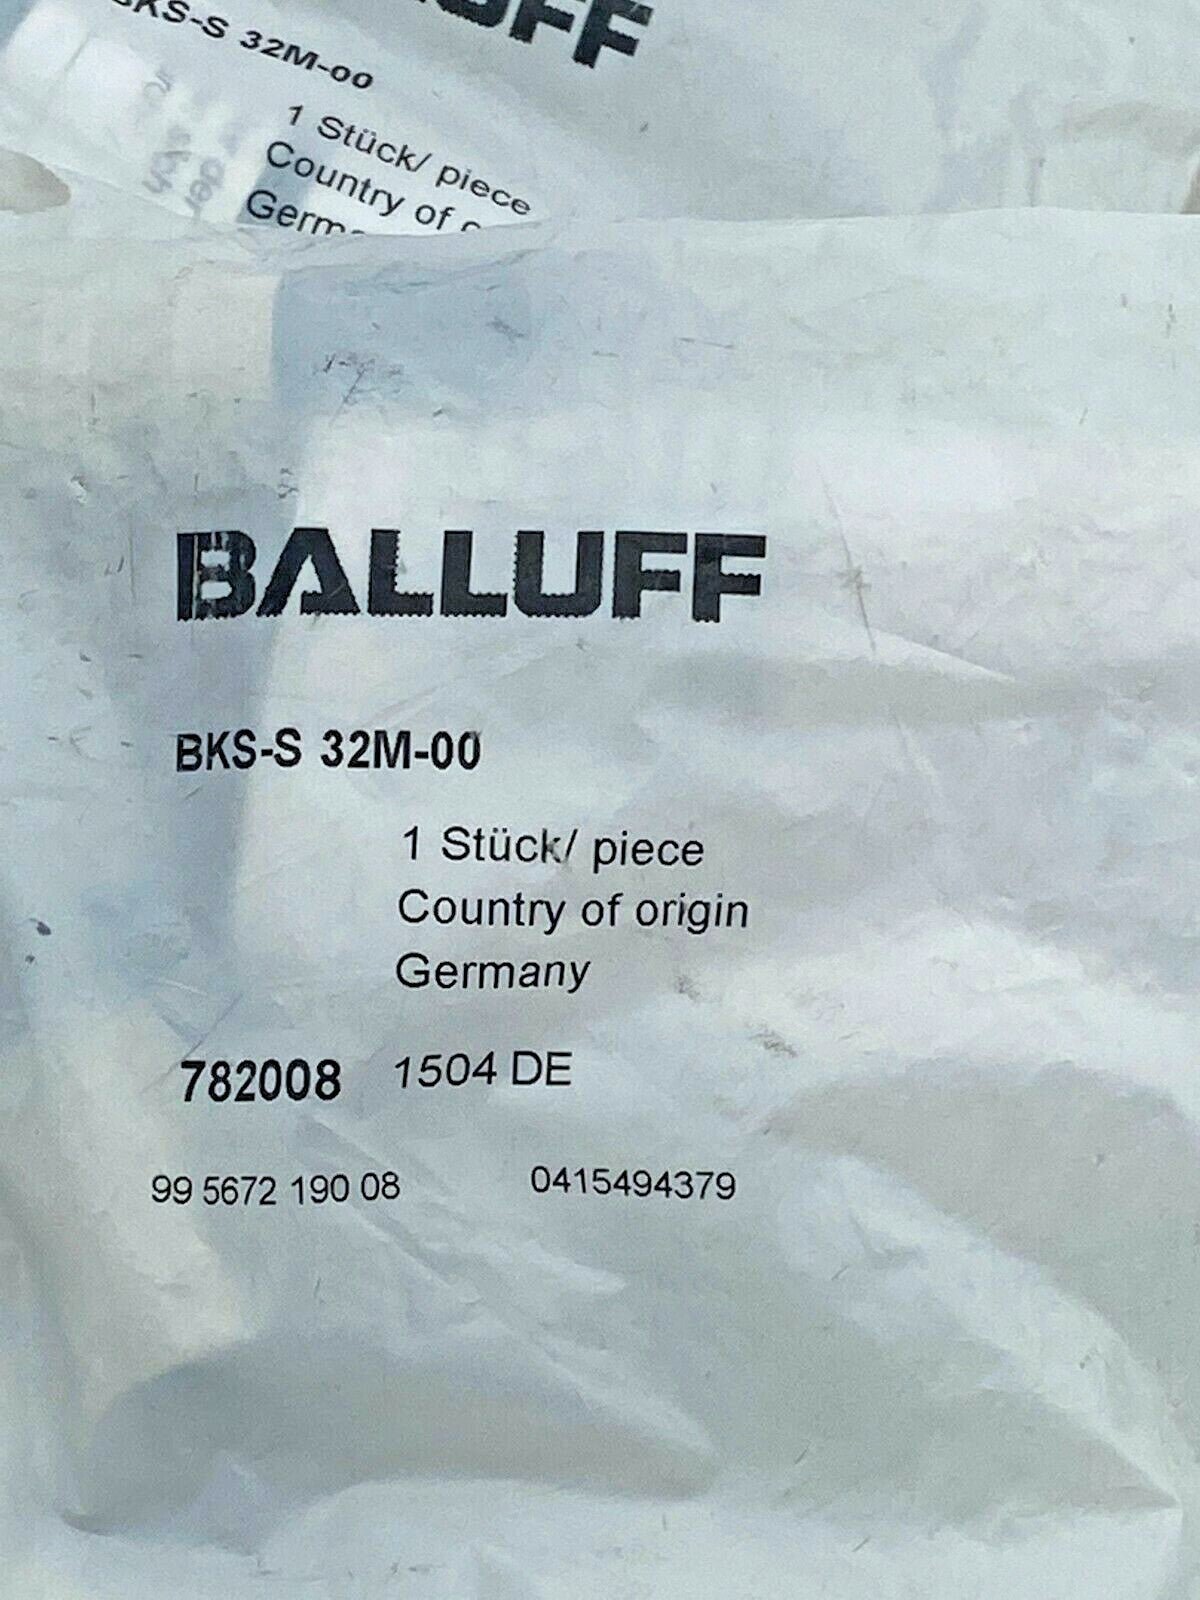 32M-00
1 Stück/ piece
Country of
BALLUFF
BKS-S 32M-00
1 Stück/ piece
Country of origin
Germany
782008 1504 DE
99 5672 190 08 0415494379